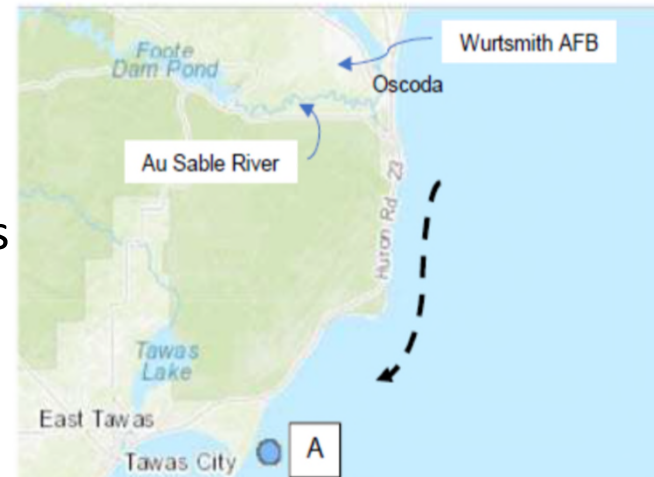 Wurtsmith AFB
Foote
Dam Pond
Oscoda
Au Sable River
Huron Rd 23
S
Tawas
Lake
East Tawas
Tawas City
A